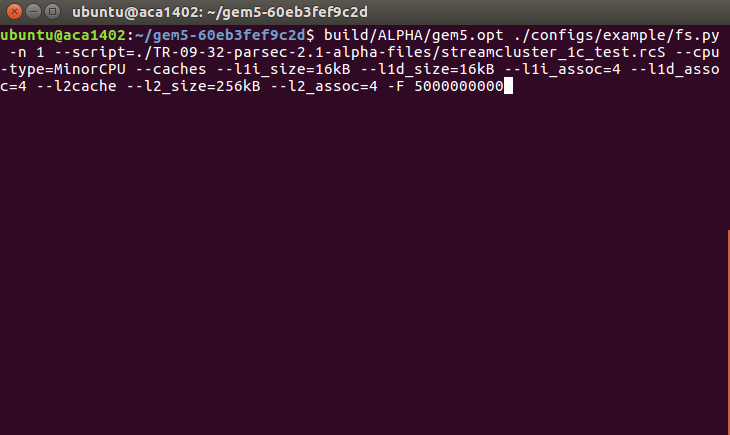 ubuntu@aca1402: ~/gem5-60eb3fef9c2d
ubuntu@aca1402:~/gem5-60eb3fef9c2d$ build/ALPHA/gem5.opt ./configs/example/fs.py
 -n 1 --script=./TR-09-32-parsec-2.1-alpha-files/streamcluster_1c_test.rcS --cpu
-type=MinorCPU --caches --l1i_size=16kB --l1d_size=16kB --l1i_assoc=4 --l1d_asso
c=4 --l2cache --l2_size=256kB --l2_assoc=4 -F 5000000000